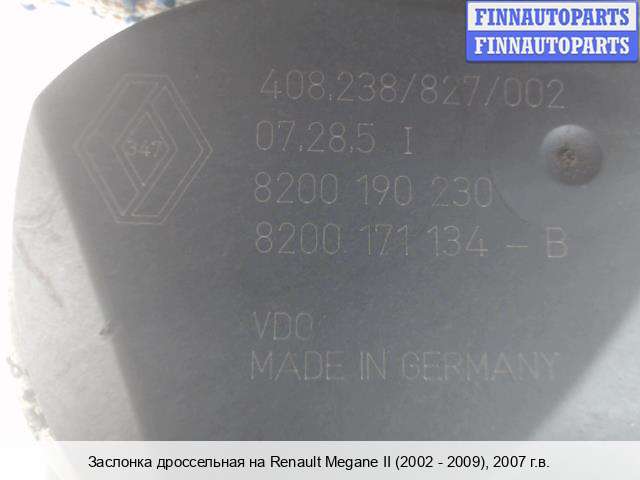 FINNAUTOPARTS
FINNAUTOPARTS
408.238/827/002
347
07.28,5 I
8200 190 230
8200 171 134 - B
VDO
MADE IN GERMANY
Заслонка дроссельная на Renault Megane II (2002 - 2009), 2007 г.в.